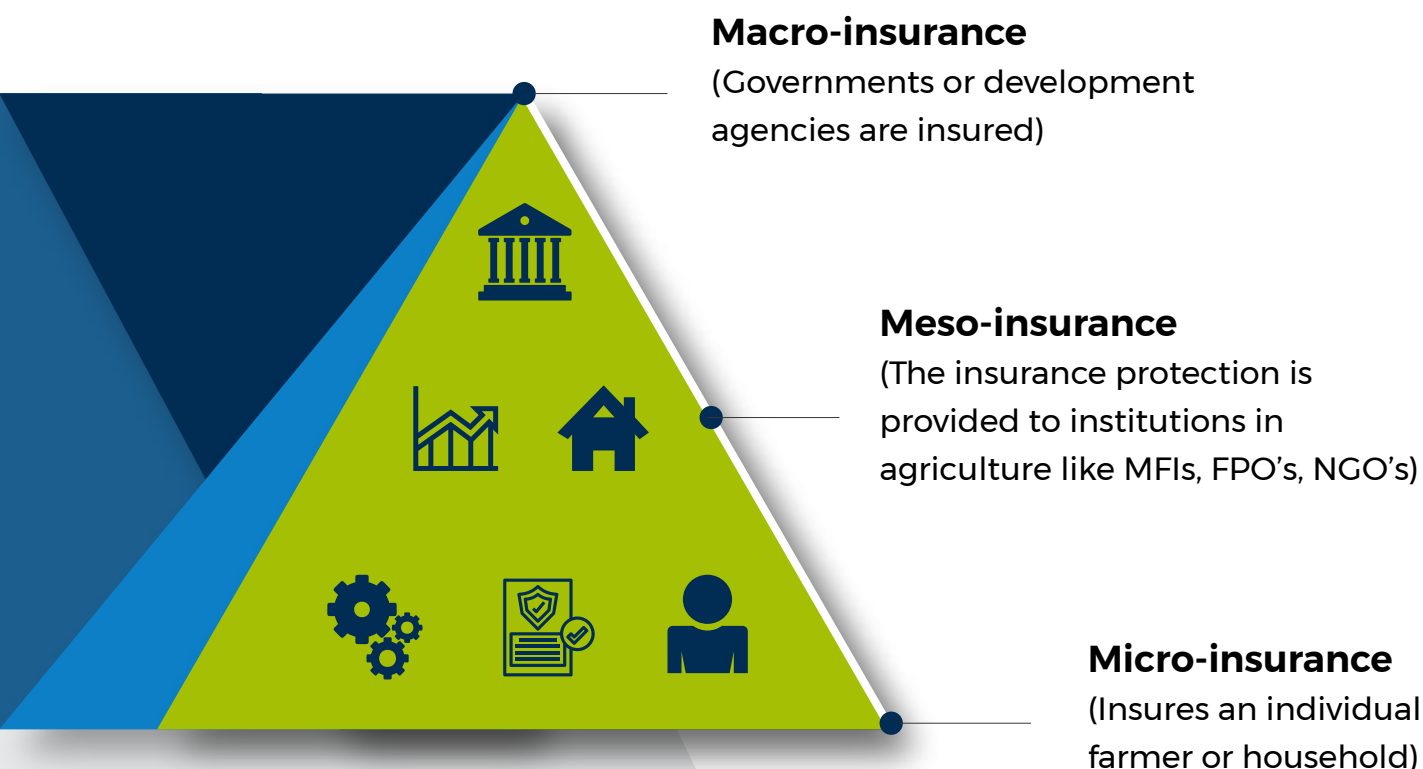 Macro-insurance
(Governments or development
agencies are insured)
Meso-insurance
(The insurance protection is
provided to institutions in
agriculture like MFIs, FPO’s, NGO’s)
Micro-insurance
(Insures an individual
farmer or household)